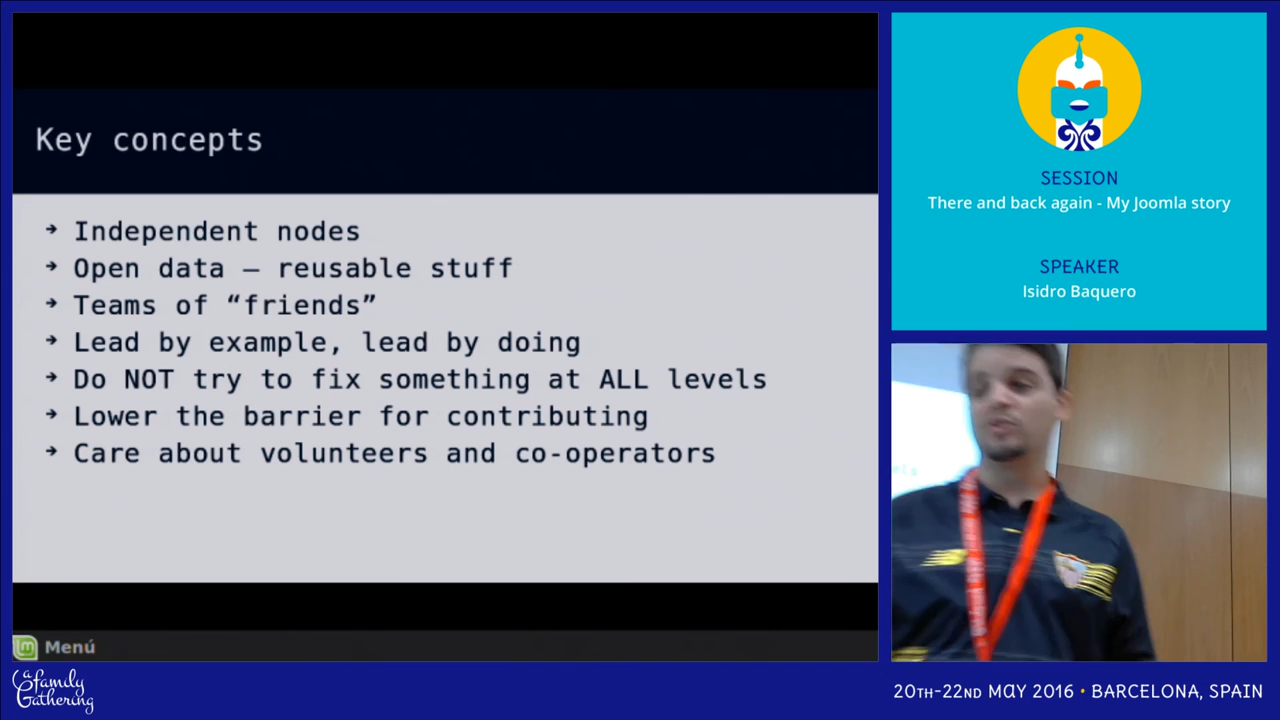 Key concepts
→ Independent nodes
→ Open data – reusable stuff
→ Teams of “friends”
→ Lead by example, lead by doing
→ Do NOT try to fix something at ALL levels
→ Lower the barrier for contributing
→ Care about volunteers and co-operators
Menú
SESSION
There and back again - My Joomla story
SPEAKER
Isidro Baquero
a family
Gathering
20TH-22ND MAY 2016 • BARCELONA, SPAIN